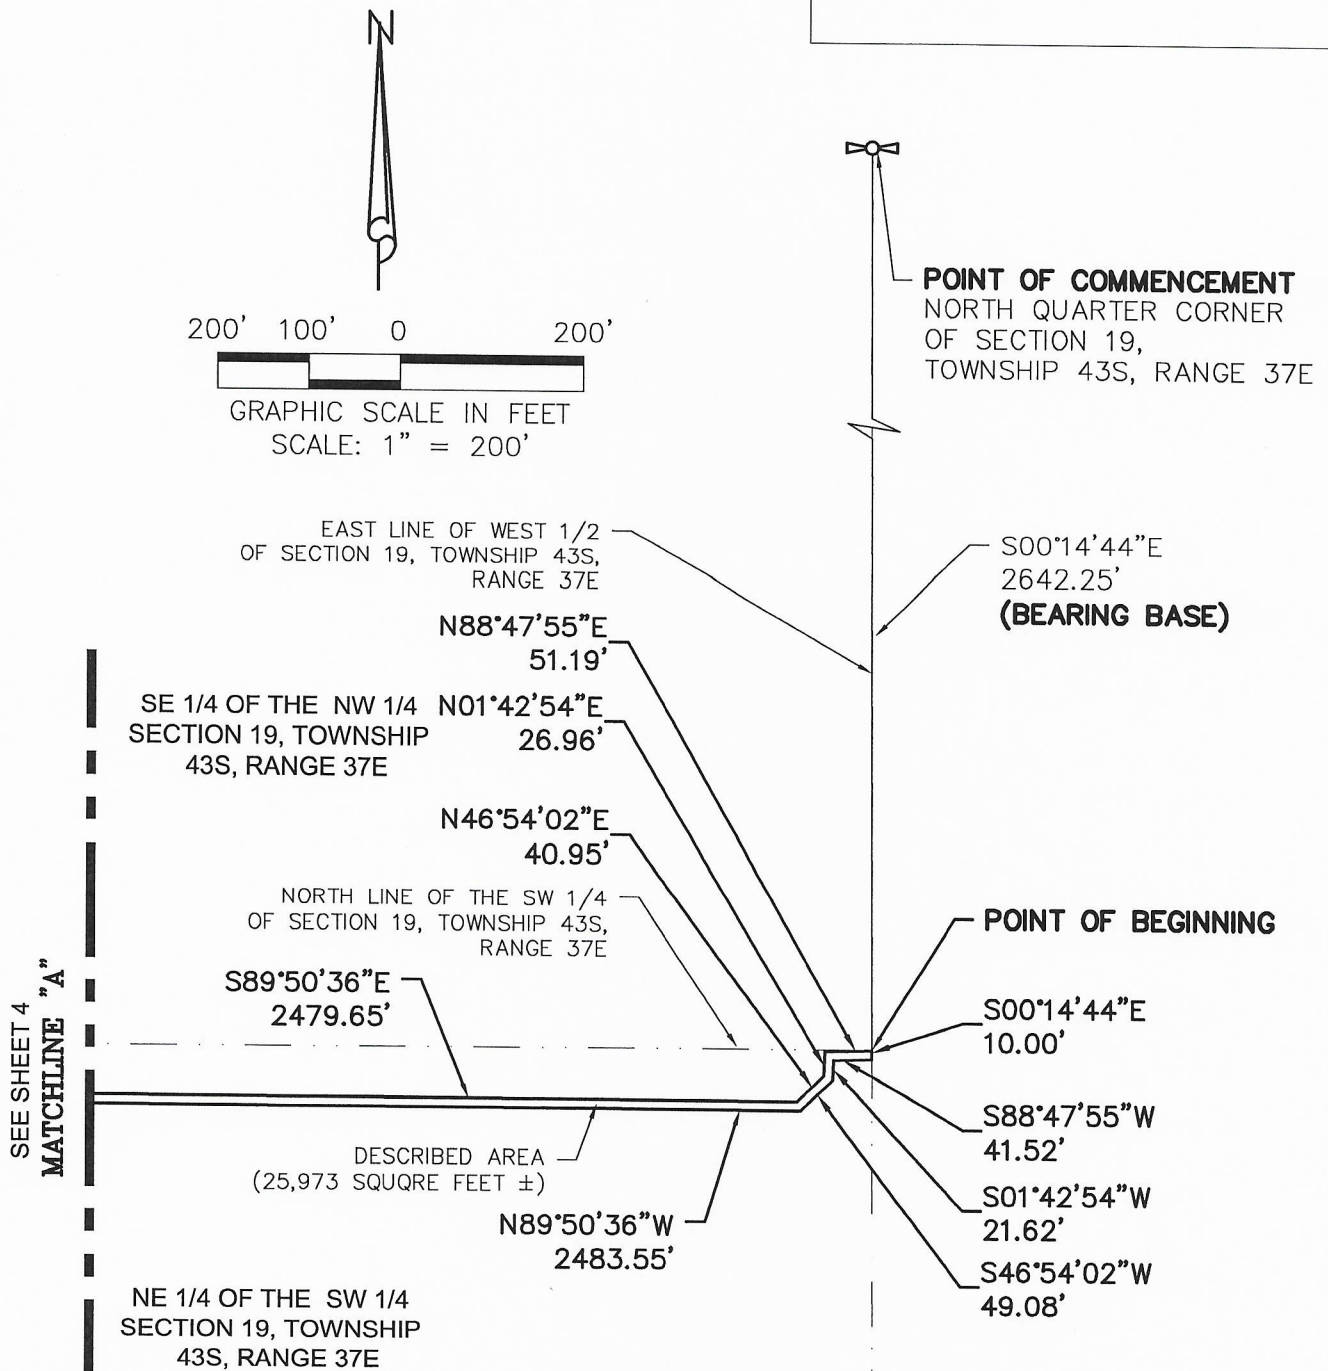 N
POINT OF COMMENCEMENT
NORTH QUARTER CORNER
OF SECTION 19,
TOWNSHIP 43S, RANGE 37E
200' 100' 0 200'
GRAPHIC SCALE IN FEET
SCALE: 1" = 200'
EAST LINE OF WEST 1/2
OF SECTION 19, TOWNSHIP 43S,
RANGE 37E
S00°14'44"E
2642.25'
(BEARING BASE)
N88°47'55"E
51.19'
SE 1/4 OF THE NW 1/4
SECTION 19, TOWNSHIP
43S, RANGE 37E
N01°42'54"E
26.96'
N46°54'02"E
40.95'
NORTH LINE OF THE SW 1/4
OF SECTION 19, TOWNSHIP 43S,
RANGE 37E
POINT OF BEGINNING
SEE SHEET 4
MATCHLINE "A"
S89°50'36"E
2479.65'
S00°14'44"E
10.00'
S88°47'55"W
41.52'
DESCRIBED AREA
(25,973 SQUQRE FEET ±)
S01°42'54"W
21.62'
N89°50'36"W
2483.55'
S46°54'02"W
49.08'
NE 1/4 OF THE SW 1/4
SECTION 19, TOWNSHIP
43S, RANGE 37E